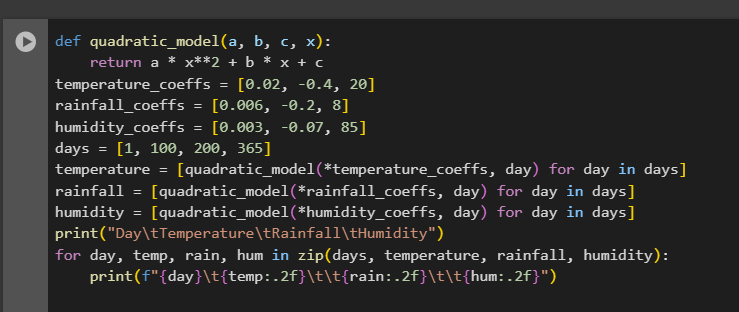 def quadratic_model(a, b, c, x):
    return a * x**2 + b * x + c
temperature_coeffs = [0.02, -0.4, 20]
rainfall_coeffs = [0.006, -0.2, 8]
humidity_coeffs = [0.003, -0.07, 85]
days = [1, 100, 200, 365]
temperature = [quadratic_model(*temperature_coeffs, day) for day in days]
rainfall = [quadratic_model(*rainfall_coeffs, day) for day in days]
humidity = [quadratic_model(*humidity_coeffs, day) for day in days]
print("Day\tTemperature\tRainfall\tHumidity")
for day, temp, rain, hum in zip(days, temperature, rainfall, humidity):
    print(f"{day}\t{temp:.2f}\t\t{rain:.2f}\t\t{hum:.2f}")